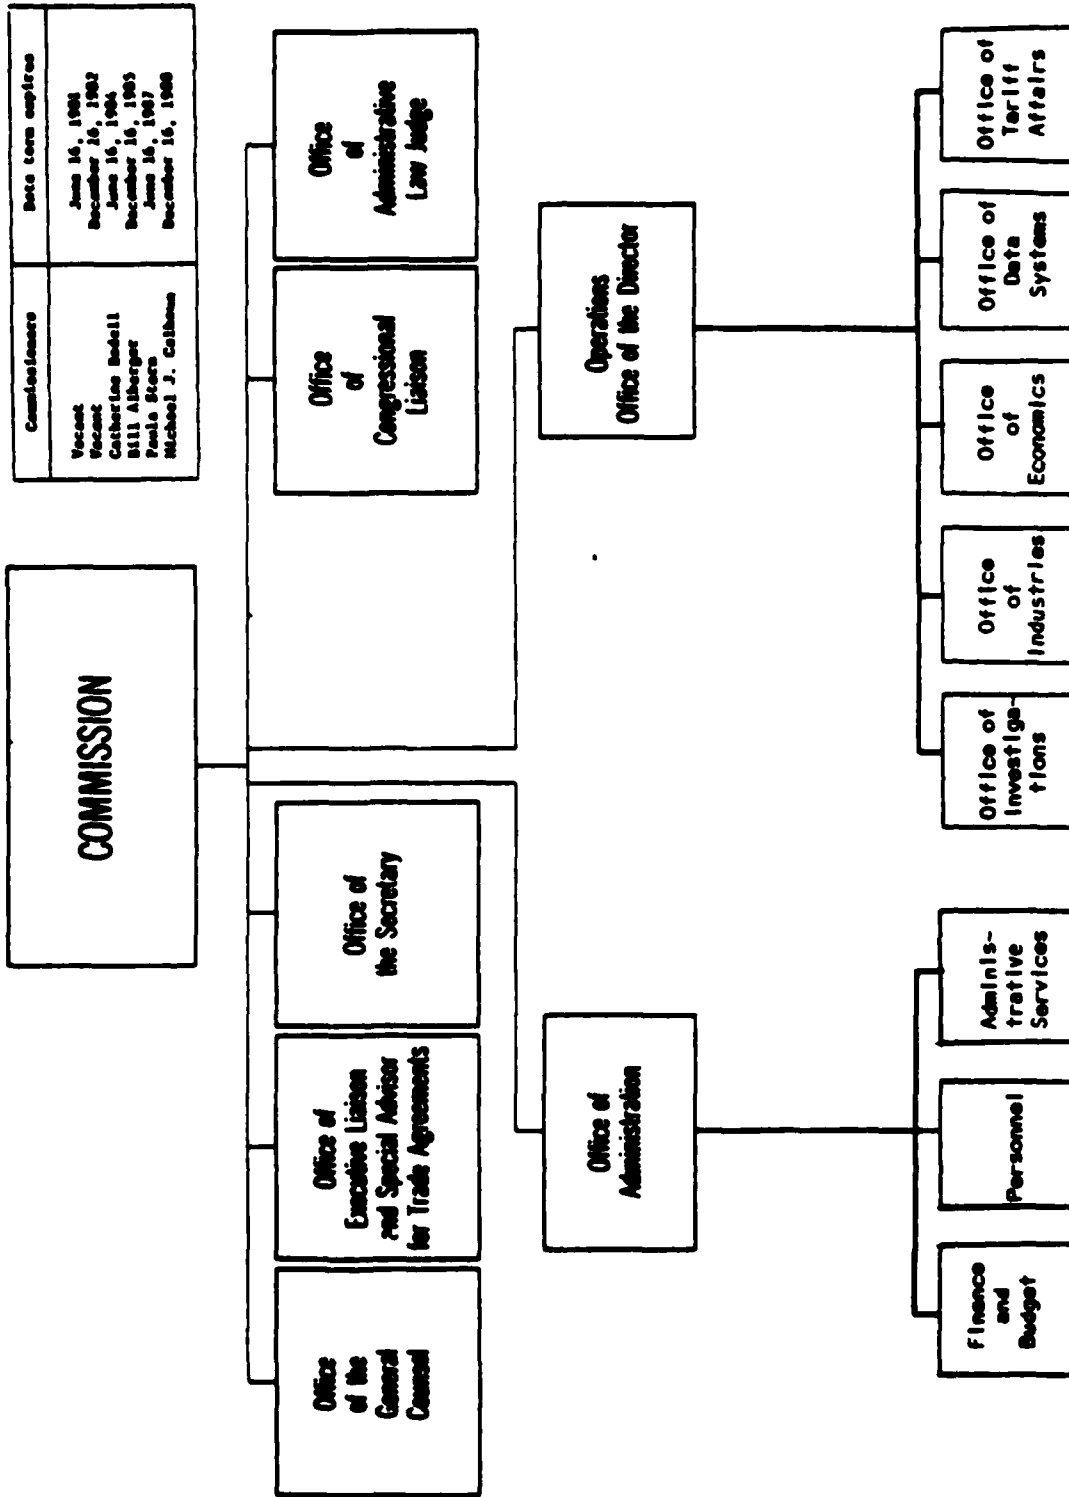 COMMISSION
Commissioners
Date term expires
Vacant
June 16, 1981
Vacant
December 16, 1982
Catherine Bedell
June 16, 1984
Bill Alberger
December 16, 1985
Paula Stern
June 16, 1987
Michael J. Calhoun
December 16, 1988
Office
of the
General
Counsel
Office of
Executive Liaison
and Special Advisor
for Trade Agreements
Office of
the Secretary
Office
of
Congressional
Liaison
Office
of
Administrative
Law Judge
Office of
Administration
Operations
Office of the Director
Finance
and
Budget
Personnel
Adminis-
trative
Services
Office of
Investiga-
tions
Office
of
Industries
Office
of
Economics
Office of
Data
Systems
Office of
Tariff
Affairs